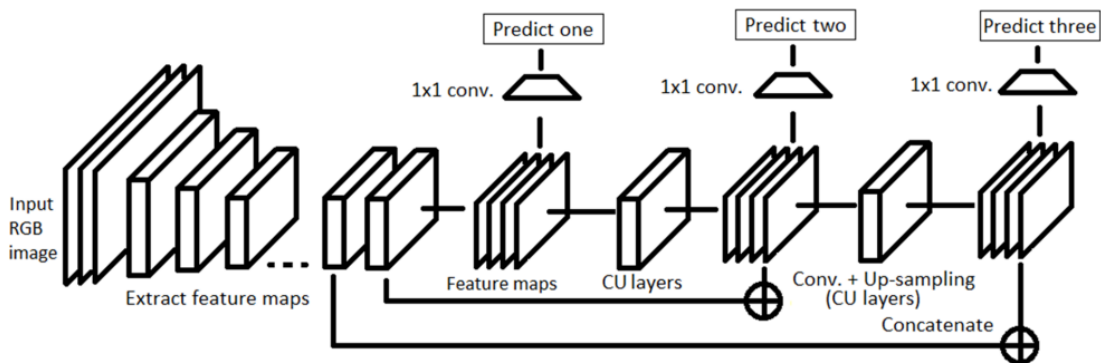 Predict one
Predict two
Predict three
1x1 conv.
1x1 conv.
1x1 conv.
Input
RGB
image
Extract feature maps
Feature maps
CU layers
Conv. + Up-sampling
(CU layers)
Concatenate